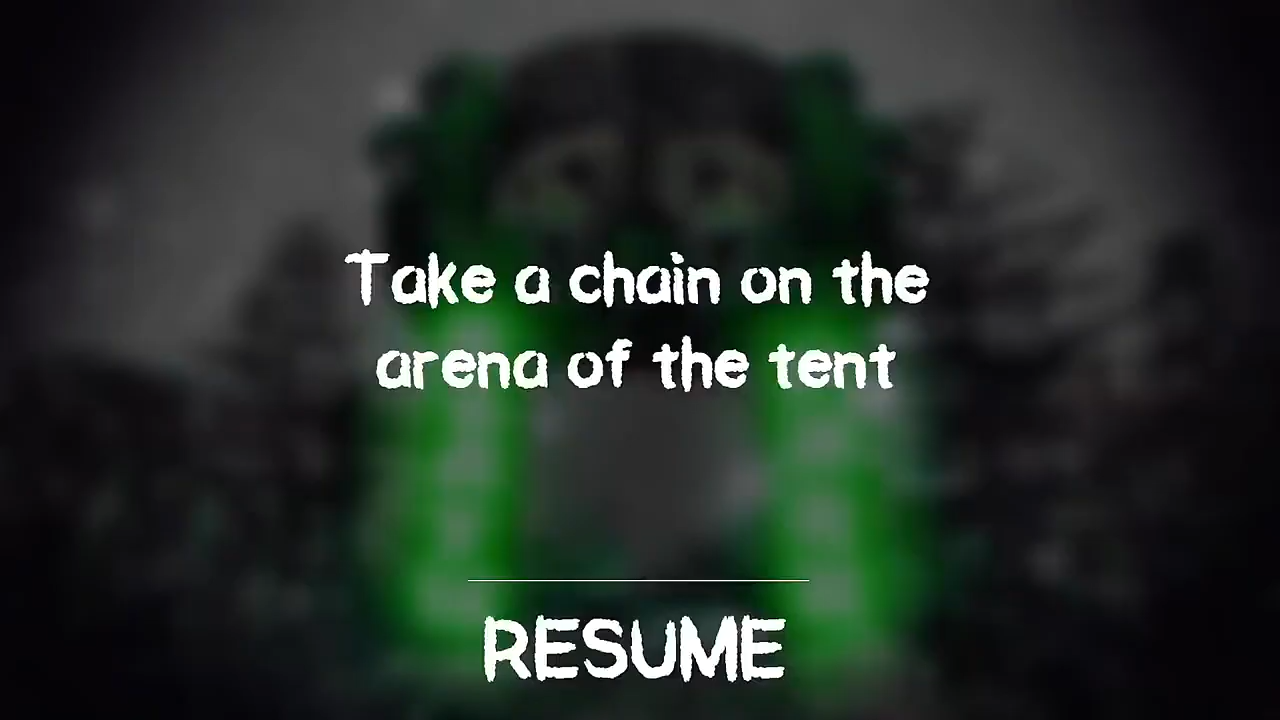 Take a chain on the
arena of the tent
RESUME